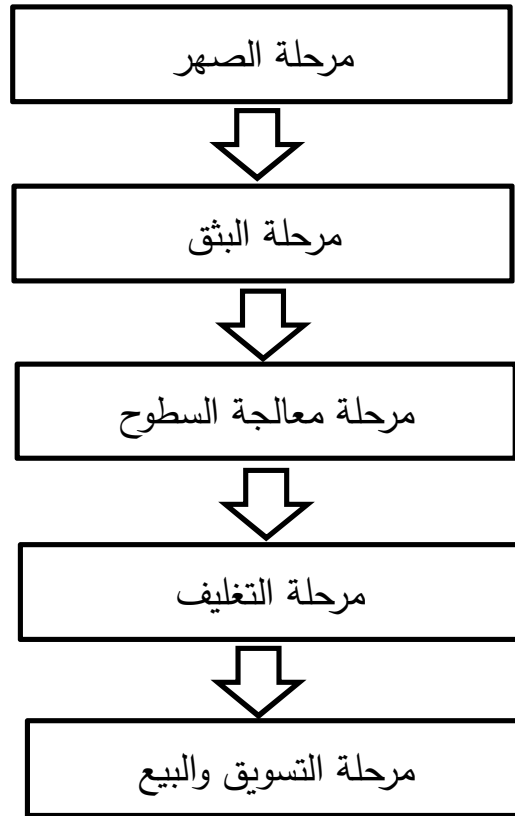 مرحلة الصهر
مرحلة البثق
مرحلة معالجة السطوح
مرحلة التغليف
مرحلة التسويق والبيع